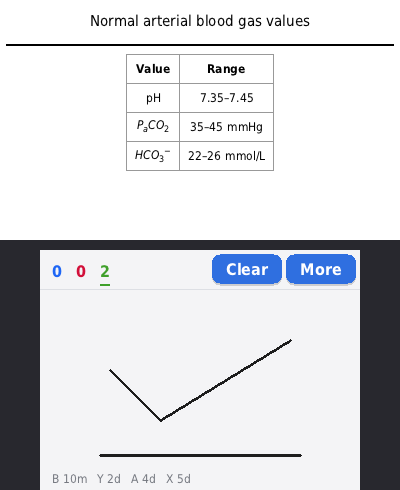 Normal arterial blood gas values
Value Range
pH 7.35–7.45
PaCO2 35–45 mmHg
HCO3− 22–26 mmol/L
0 0 2 Clear More
B 10m Y 2d A 4d X 5d